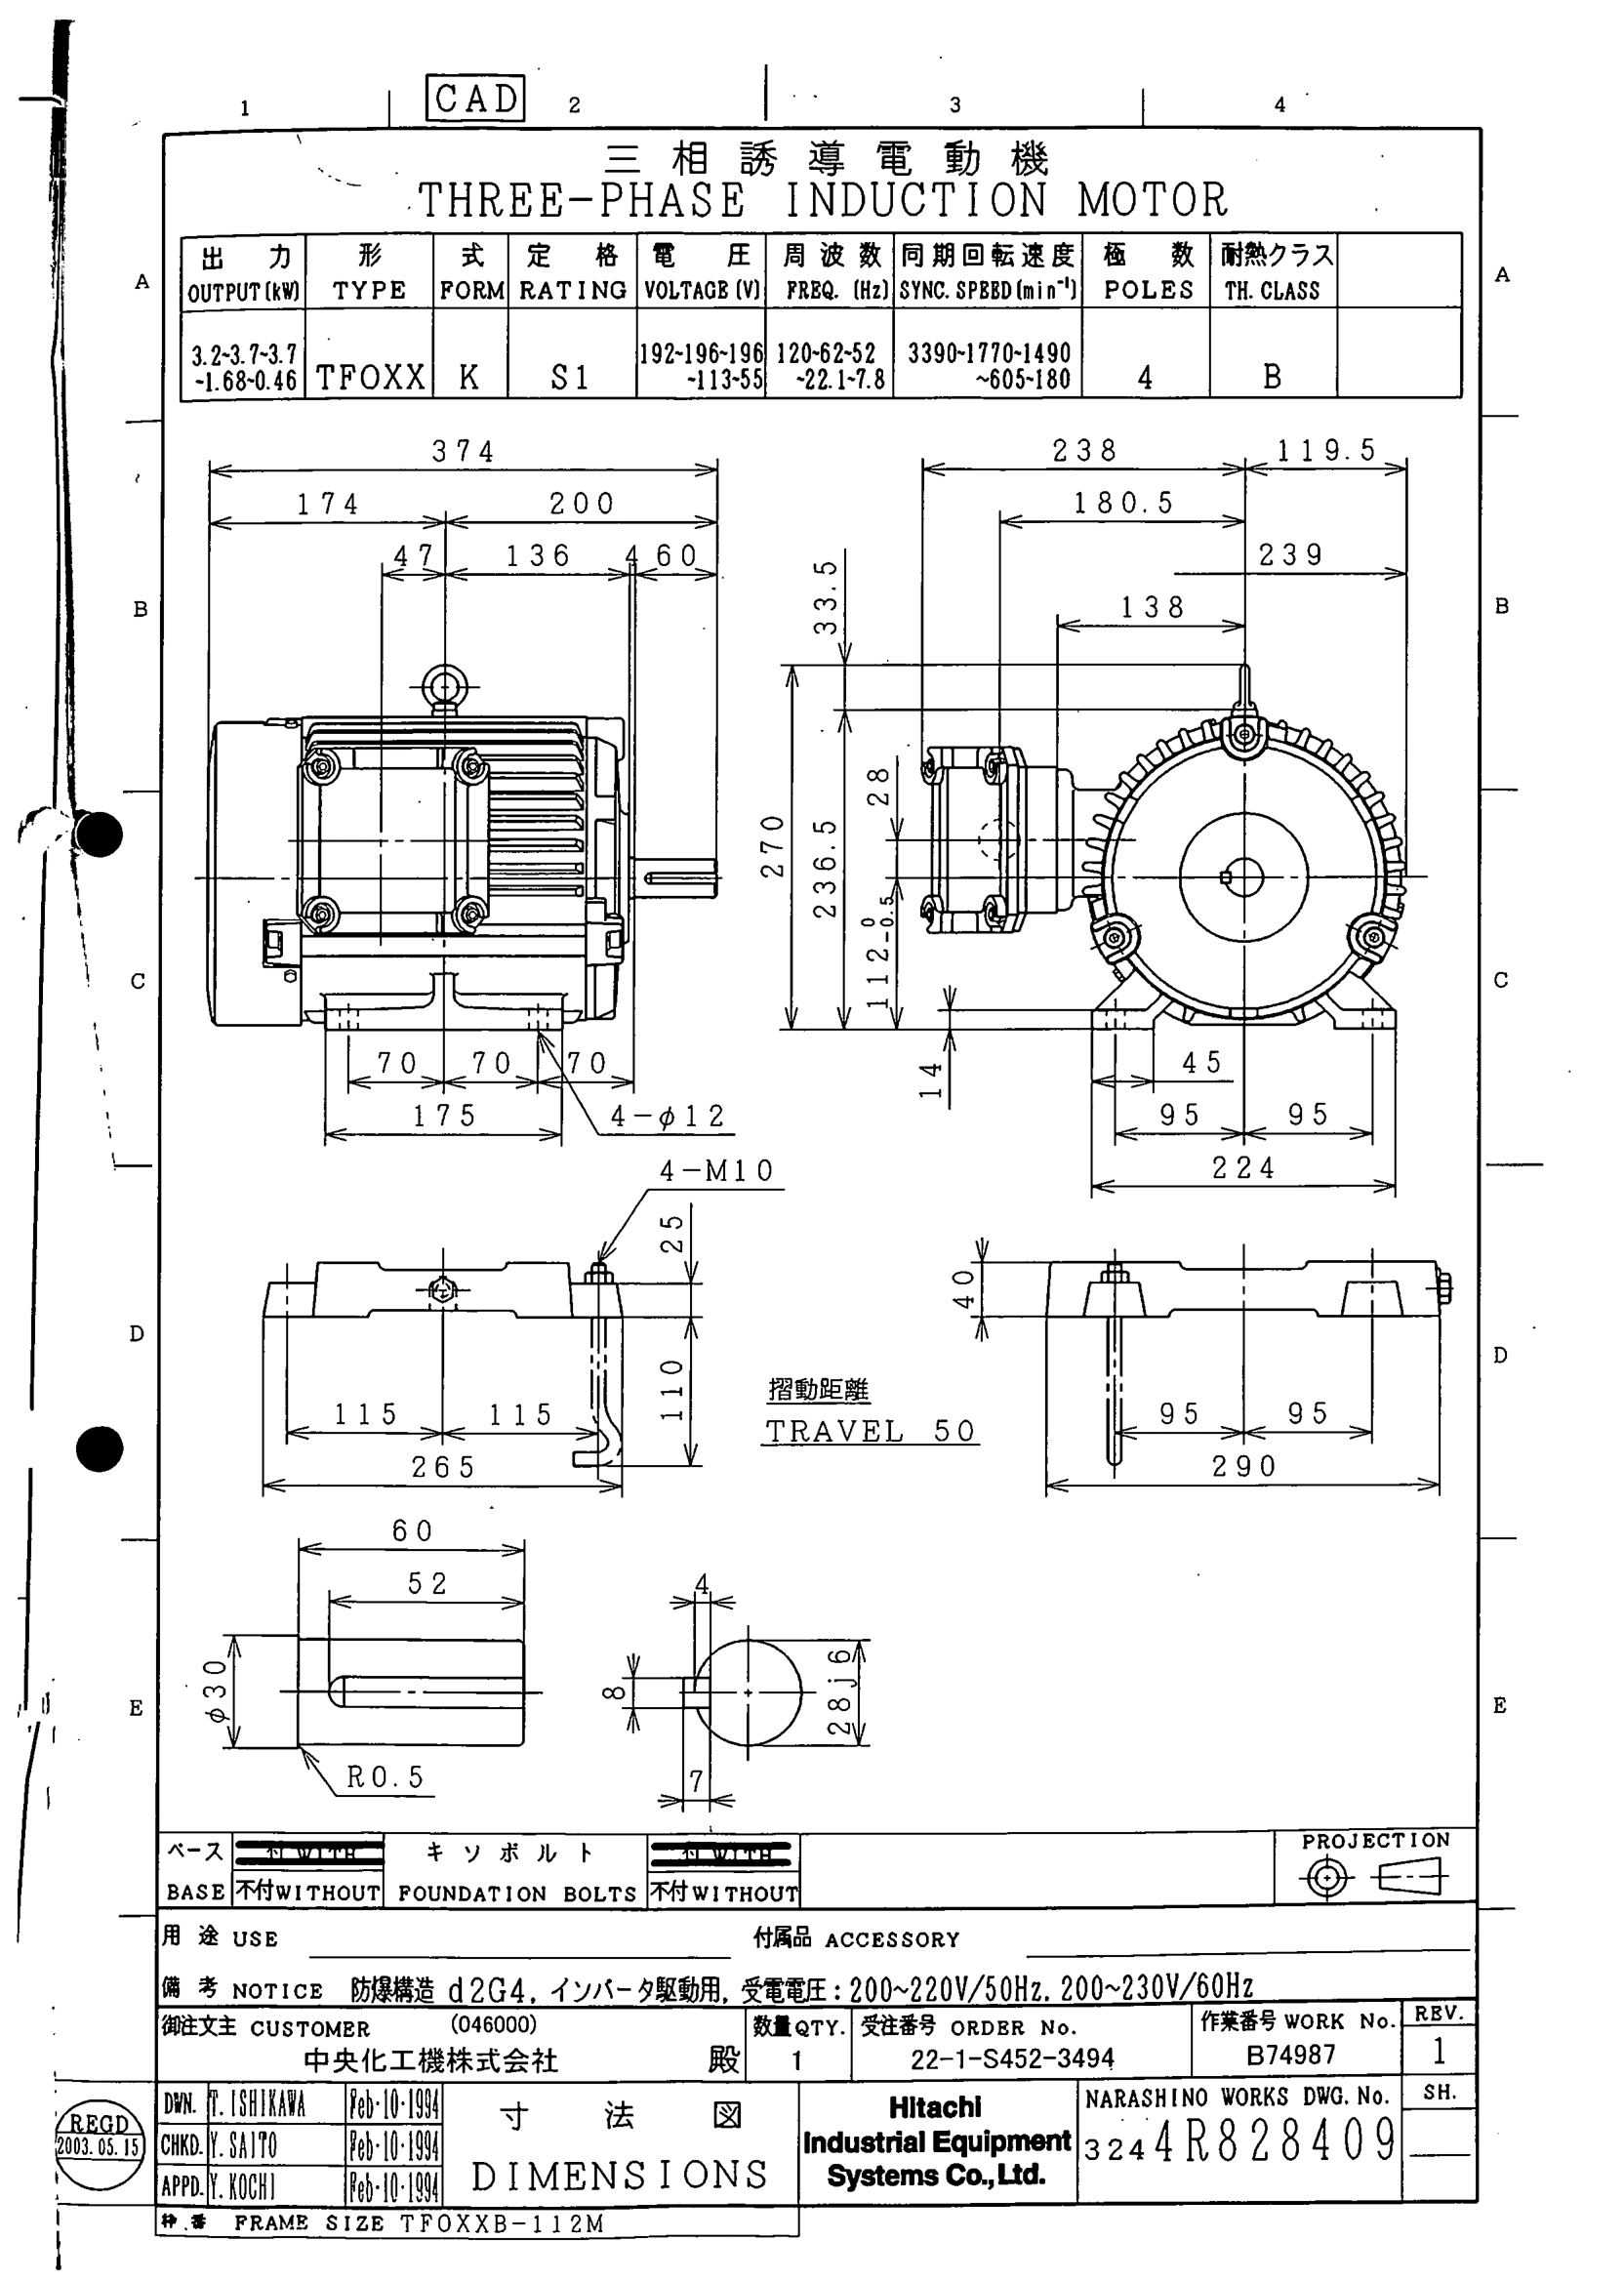 CAD
1 2 3 4
三相誘導電動機
THREE-PHASE INDUCTION MOTOR
出力 形 式 定格 電圧 周波数 同期回転速度 極数 耐熱クラス
OUTPUT(kW) TYPE FORM RATING VOLTAGE (V) FREQ. (Hz) SYNC. SPEED(min⁻¹) POLES TH. CLASS
3.2~3.7~3.7 192~196~196 120~62~52 3390~1770~1490
~1.68~0.46 TFOXX K S1 ~113~55 ~22.1~7.8 ~605~180 4 B
A A
374 238 119.5
174 200 180.5
47 136 4 60 239
33.5
B 138 B
28
270
236.5
112 0 -0.5
C C
70 70 70 14 45
175 4-φ12 95 95
4-M10 224
25
40
D D
110
摺動距離
115 115 TRAVEL 50 95 95
265 290
60
52 4
φ30 8 28j6
E E
R0.5 7
ベース 付 WITH キソボルト 付 WITH PROJECTION
BASE 不付WITHOUT FOUNDATION BOLTS 不付WITHOUT
用途 USE 付属品 ACCESSORY
備考 NOTICE 防爆構造 d2G4, インバータ駆動用, 受電電圧:200~220V/50Hz, 200~230V/60Hz
御注文主 CUSTOMER (046000) 数量QTY. 受注番号 ORDER No. 作業番号 WORK No. REV.
中央化工機株式会社 殿 1 22-1-S452-3494 B74987 1
DWN. T. ISHIKAWA Feb・10・1994 寸法図 Hitachi NARASHINO WORKS DWG. No. SH.
REGD 2003.05.15 CHKD. Y. SAITO Feb・10・1994 Industrial Equipment 324 4R828409
APPD. Y. KOCHI Feb・10・1994 DIMENSIONS Systems Co., Ltd.
枠番 FRAME SIZE TFOXXB-112M